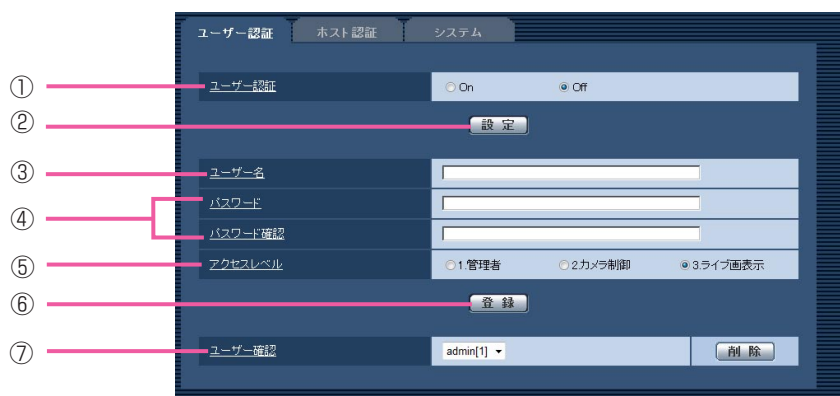 ユーザー認証 ホスト認証 システム
① ユーザー認証 On Off
② 設定
③ ユーザー名
④ パスワード
パスワード確認
⑤ アクセスレベル 1.管理者 2.カメラ制御 3.ライブ画表示
⑥ 登録
⑦ ユーザー確認 admin[1] 削除